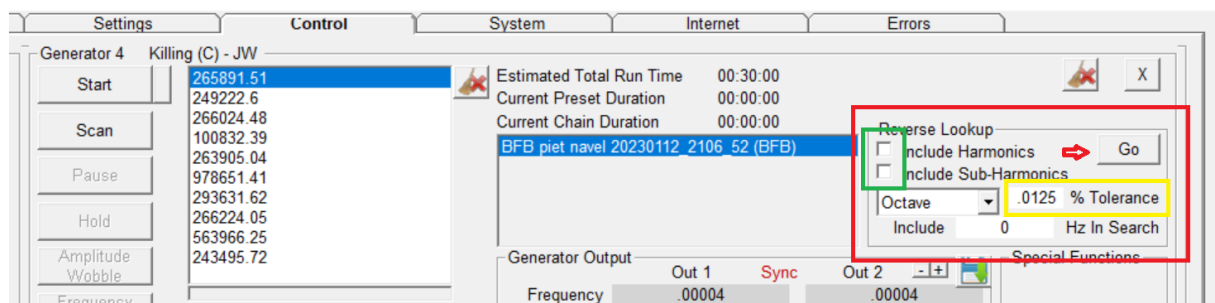 Settings Control System Internet Errors
Generator 4 Killing (C) - JW
Start
Scan
Pause
Hold
Amplitude
Wobble
Frequency
265891.51
249222.6
266024.48
100832.39
263905.04
978651.41
293631.62
266224.05
563966.25
243495.72
Estimated Total Run Time 00:30:00
Current Preset Duration 00:00:00
Current Chain Duration 00:00:00
X
BFB piet navel 20230112_2106_52 (BFB)
Reverse Lookup
Include Harmonics
Go
Include Sub-Harmonics
Octave .0125 % Tolerance
Include 0 Hz In Search
Generator Output
Special Functions
Out 1 Sync Out 2 - +
Frequency .00004 .00004